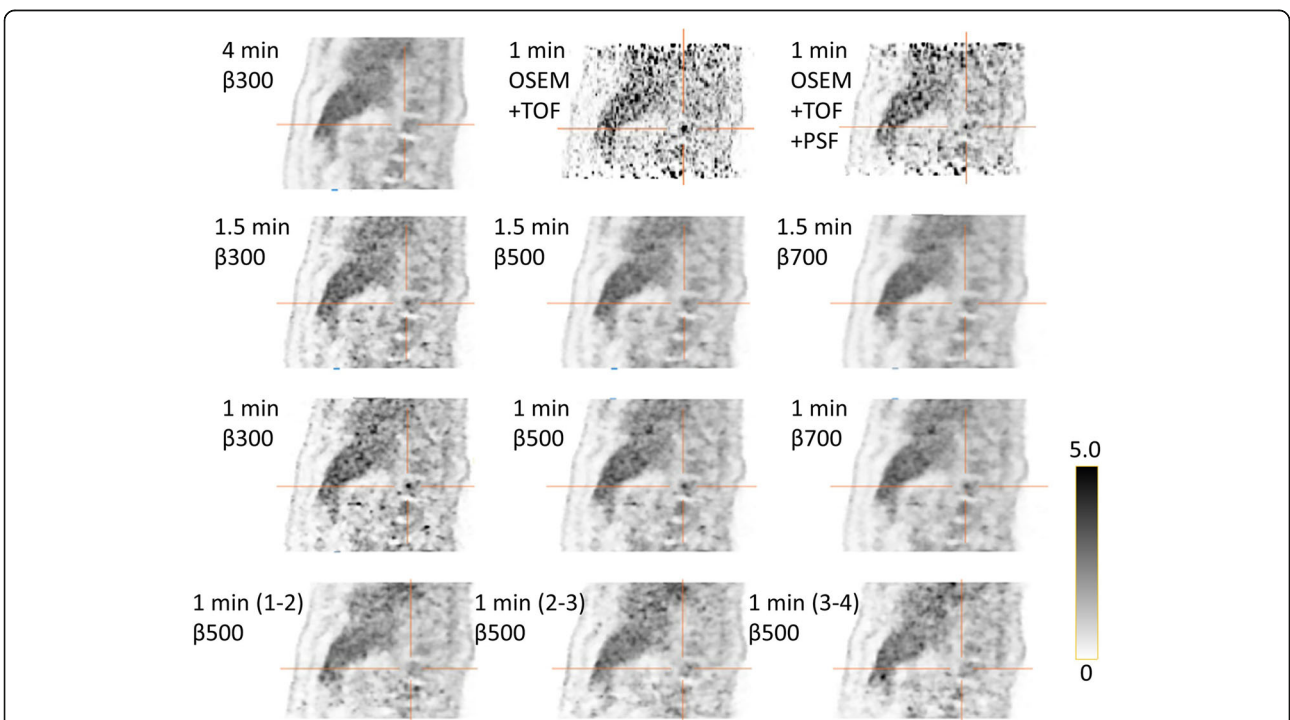 4 min
β300
1 min
OSEM
+TOF
1 min
OSEM
+TOF
+PSF
1.5 min
β300
1.5 min
β500
1.5 min
β700
1 min
β300
1 min
β500
1 min
β700
5.0
0
1 min (1-2)
β500
1 min (2-3)
β500
1 min (3-4)
β500